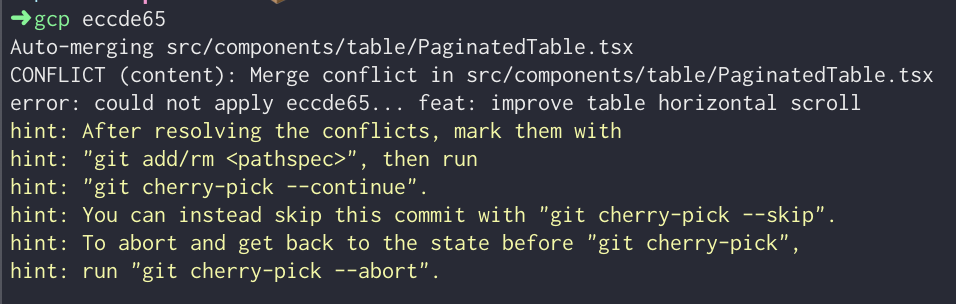 ➜gcp eccde65
Auto-merging src/components/table/PaginatedTable.tsx
CONFLICT (content): Merge conflict in src/components/table/PaginatedTable.tsx
error: could not apply eccde65... feat: improve table horizontal scroll
hint: After resolving the conflicts, mark them with
hint: "git add/rm <pathspec>", then run
hint: "git cherry-pick --continue".
hint: You can instead skip this commit with "git cherry-pick --skip".
hint: To abort and get back to the state before "git cherry-pick",
hint: run "git cherry-pick --abort".